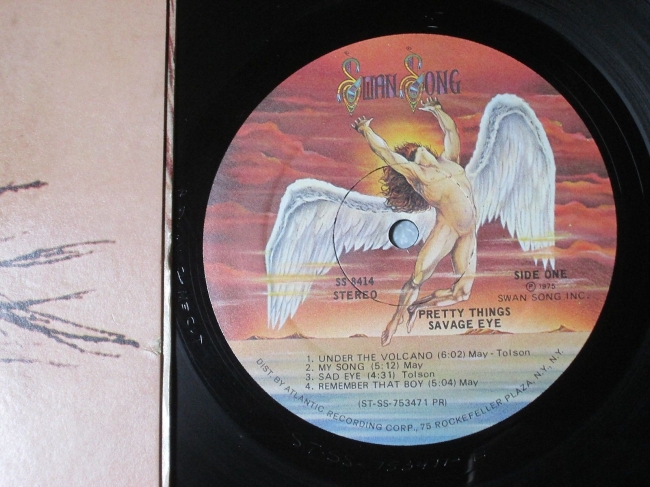 SWAN SONG
SS 8414
STEREO
SIDE ONE
℗ 1975
SWAN SONG INC.
PRETTY THINGS
SAVAGE EYE
1. UNDER THE VOLCANO (6:02) May - Tolson
2. MY SONG (5:12) May
3. SAD EYE (4:31) Tolson
4. REMEMBER THAT BOY (5:04) May
(ST-SS-753471 PR)
DIST. BY ATLANTIC RECORDING CORP., 75 ROCKEFELLER PLAZA, N.Y., N.Y.